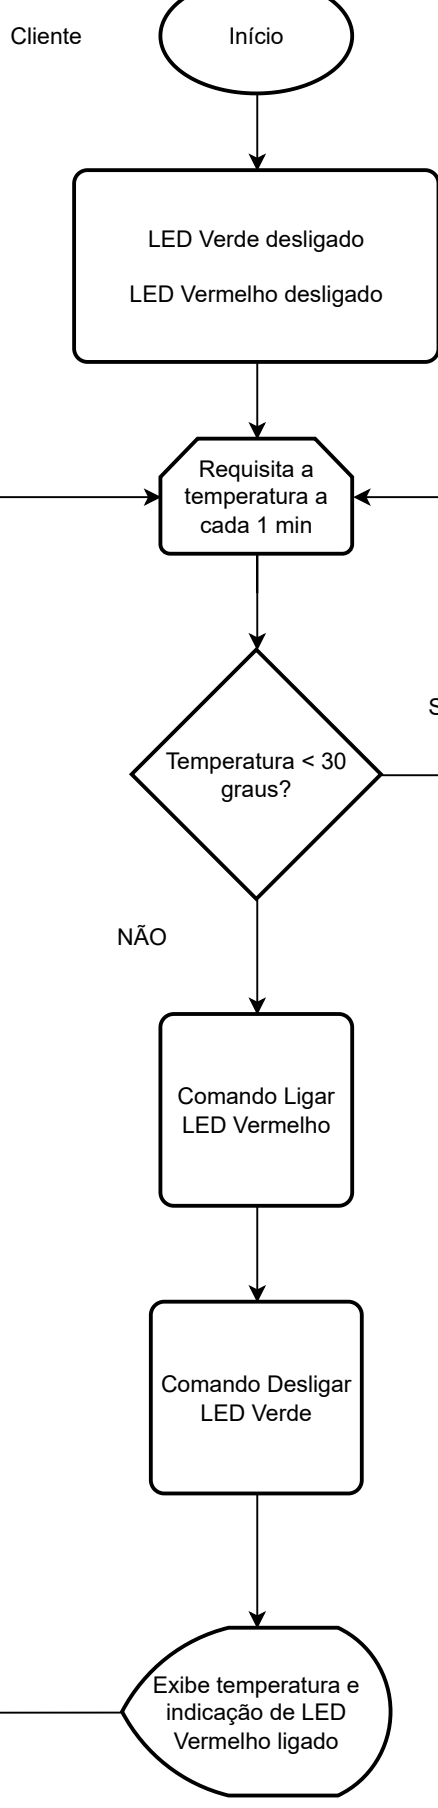 Cliente
Início
LED Verde desligado
LED Vermelho desligado
Requisita a
temperatura a
cada 1 min
Temperatura < 30
graus?
NÃO
Comando Ligar
LED Vermelho
Comando Desligar
LED Verde
Exibe temperatura e
indicação de LED
Vermelho ligado